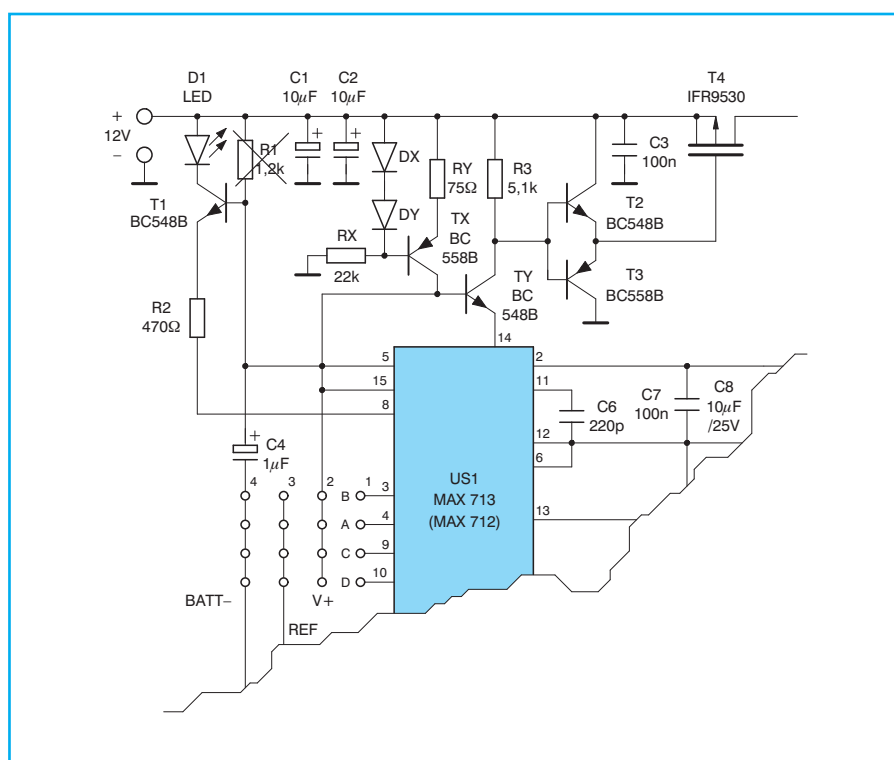 D1
LED
C1
10µF
C2
10µF
T4
IFR9530
+
12V
–
+
+
R1
1,2k
DX
RY
75Ω
R3
5,1k
C3
100n
T1
BC548B
DY
TX
BC
558B
T2
BC548B
RX
22k
TY
BC
548B
T3
BC558B
R2
470Ω
14
5
2
15
11
8
C6
220p
C7
100n
C8
10µF
/25V
12
6
+
C4
1µF
US1
MAX 713
(MAX 712)
4
3
2
1
B
3
A
4
13
C
9
D
10
BATT–
V+
REF